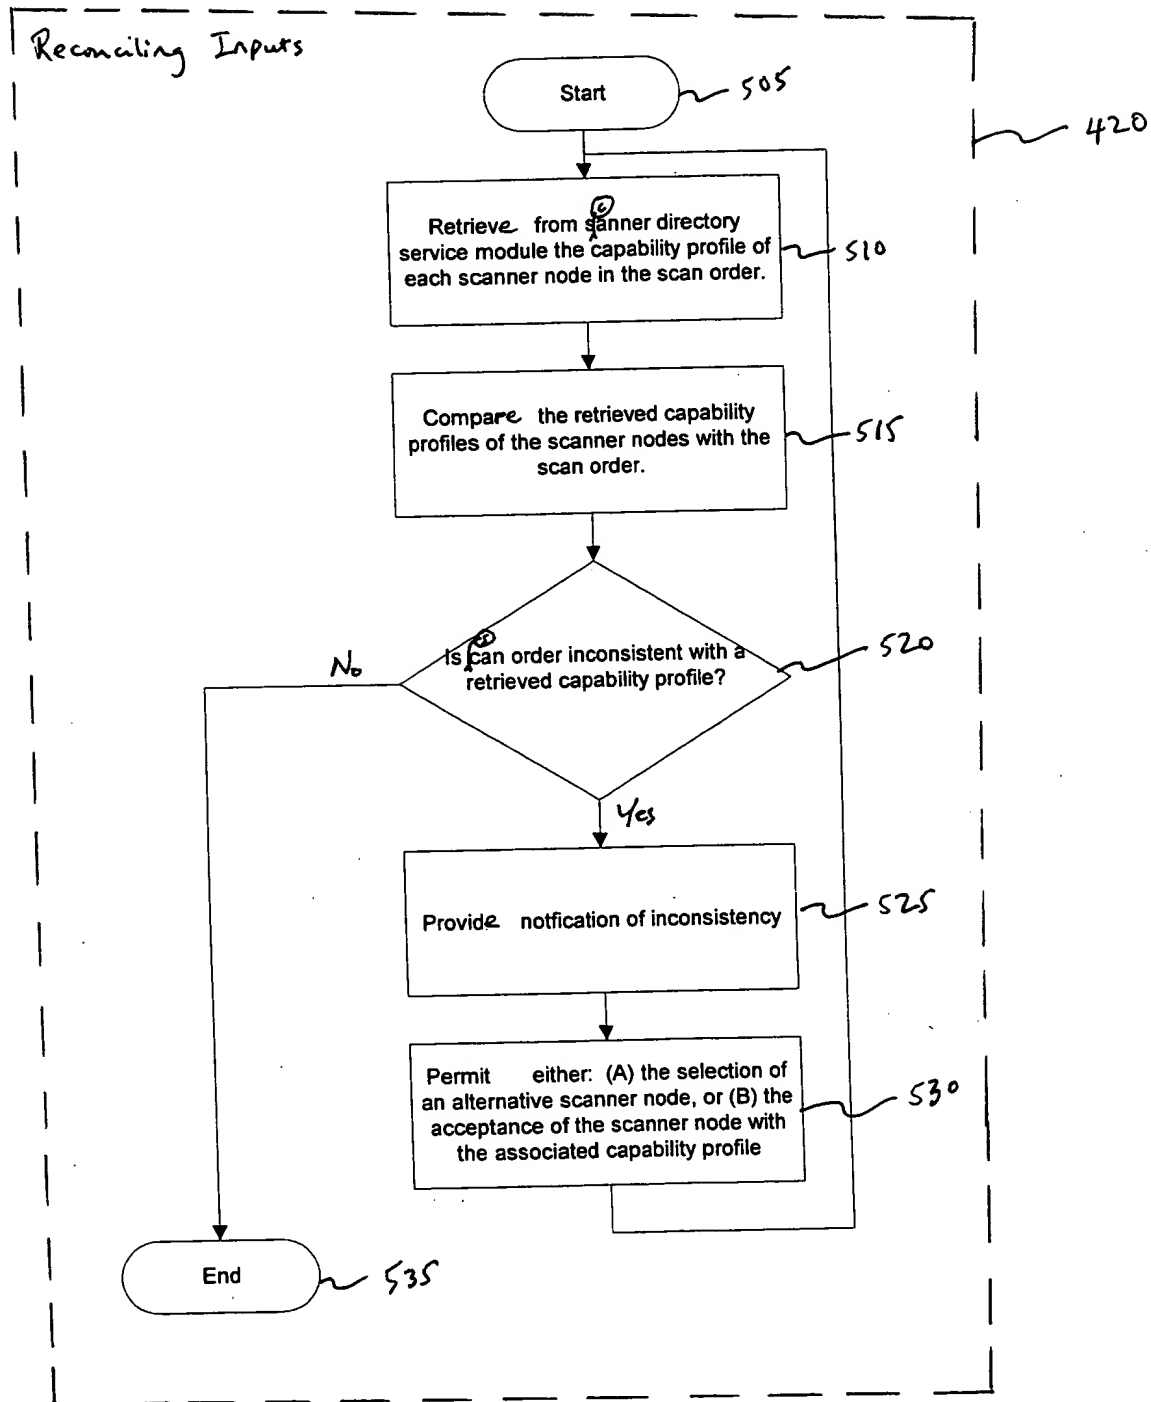 Reconciling Inputs
Start
505
420
Retrieve from scanner directory
service module the capability profile of
each scanner node in the scan order.
510
Compare the retrieved capability
profiles of the scanner nodes with the
scan order.
515
Is scan order inconsistent with a
retrieved capability profile?
520
No
Yes
Provide notfication of inconsistency
525
Permit either: (A) the selection of
an alternative scanner node, or (B) the
acceptance of the scanner node with
the associated capability profile
530
End
535